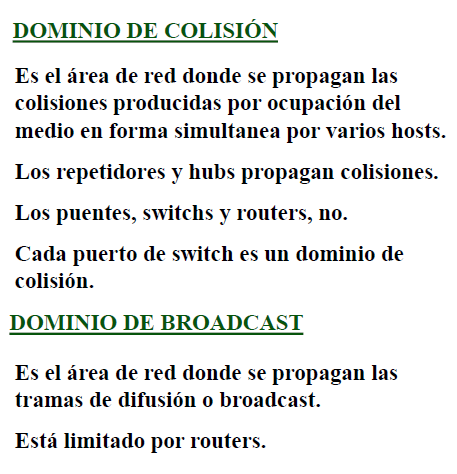 DOMINIO DE COLISIÓN
Es el área de red donde se propagan las
colisiones producidas por ocupación del
medio en forma simultanea por varios hosts.
Los repetidores y hubs propagan colisiones.
Los puentes, switchs y routers, no.
Cada puerto de switch es un dominio de
colisión.
DOMINIO DE BROADCAST
Es el área de red donde se propagan las
tramas de difusión o broadcast.
Está limitado por routers.